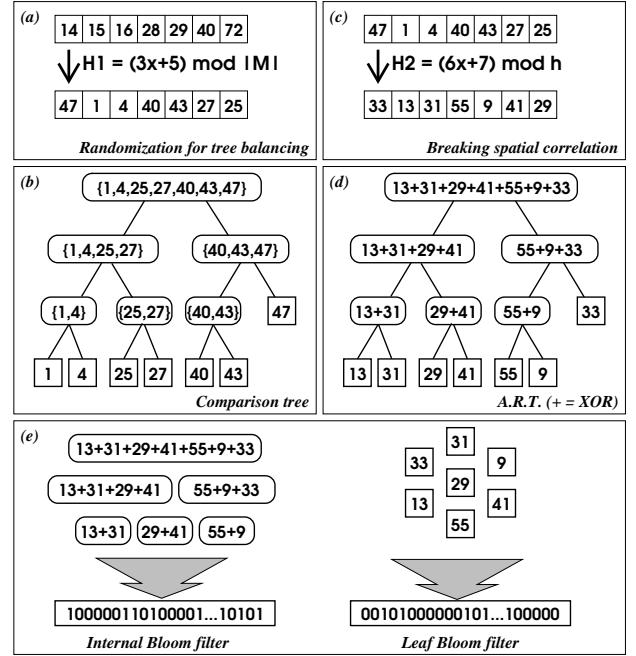 (a)
14 15 16 28 29 40 72
H1 = (3x+5) mod |M|
47 1 4 40 43 27 25
Randomization for tree balancing
(c)
47 1 4 40 43 27 25
H2 = (6x+7) mod h
33 13 31 55 9 41 29
Breaking spatial correlation
(b)
{1,4,25,27,40,43,47}
{1,4,25,27} {40,43,47}
{1,4} {25,27} {40,43} 47
1 4 25 27 40 43
Comparison tree
(d)
13+31+29+41+55+9+33
13+31+29+41 55+9+33
13+31 29+41 55+9 33
13 31 29 41 55 9
A.R.T. (+ = XOR)
(e)
13+31+29+41+55+9+33
13+31+29+41 55+9+33
13+31 29+41 55+9
100000110100001...10101
Internal Bloom filter
31
33 9
29
13 41
55
00101000000101...100000
Leaf Bloom filter